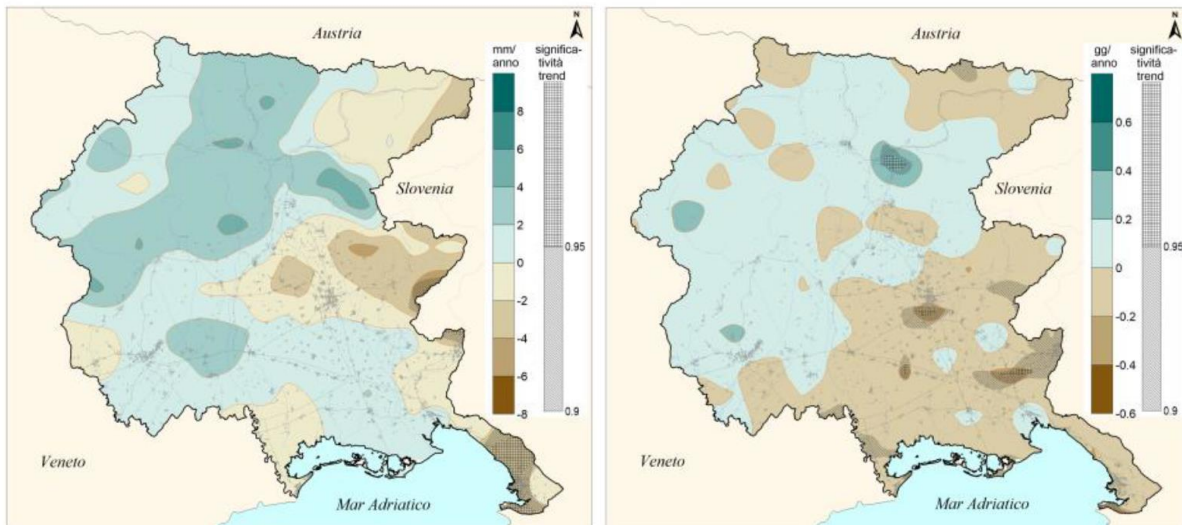 Austria
N
mm/
anno
significa-
tività
trend
8
6
4
2
0
-2
-4
-6
-8
0.95
0.9
Slovenia
Veneto
Mar Adriatico
Austria
N
gg/
anno
significa-
tività
trend
0.6
0.4
0.2
0
-0.2
-0.4
-0.6
0.95
0.9
Slovenia
Veneto
Mar Adriatico